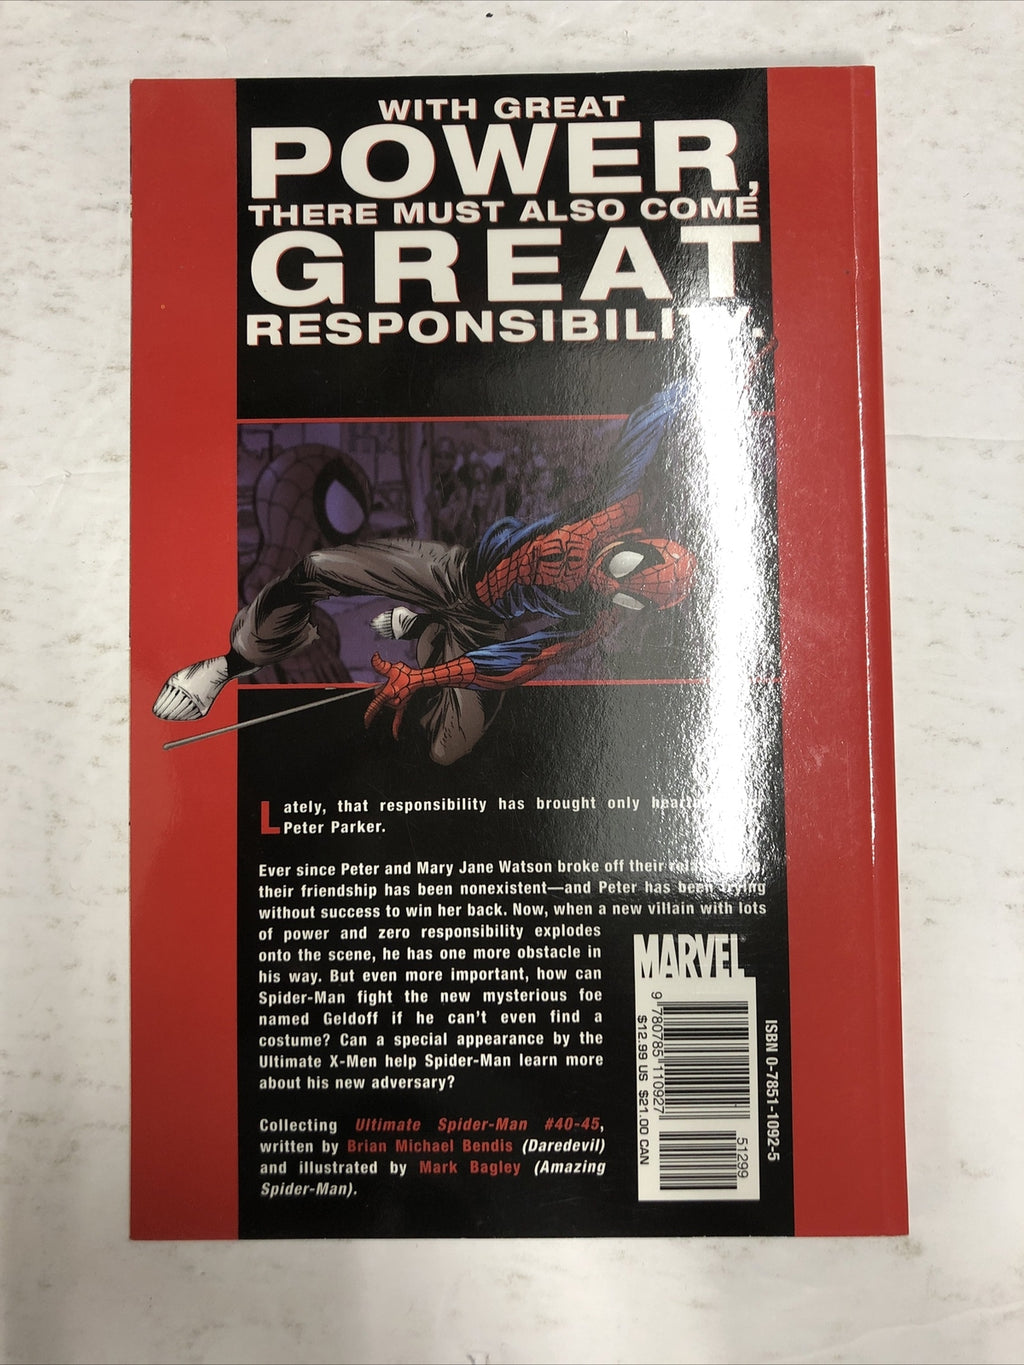 WITH GREAT
POWER,
THERE MUST ALSO COME
GREAT
RESPONSIBILITY.
Lately, that responsibility has brought only
Peter Parker.
Ever since Peter and Mary Jane Watson broke off their
their friendship has been nonexistent—and Peter has been trying
without success to win her back. Now, when a new villain with lots
of power and zero responsibility explodes
onto the scene, he has one more obstacle in
his way. But even more important, how can
Spider-Man fight the new mysterious foe
named Geldoff if he can't even find a
costume? Can a special appearance by the
Ultimate X-Men help Spider-Man learn more
about his new adversary?
Collecting Ultimate Spider-Man #40-45,
written by Brian Michael Bendis (Daredevil)
and illustrated by Mark Bagley (Amazing
Spider-Man).
MARVEL
9 780785 110927
51299
$12.99 US $21.00 CAN
ISBN 0-7851-1092-5